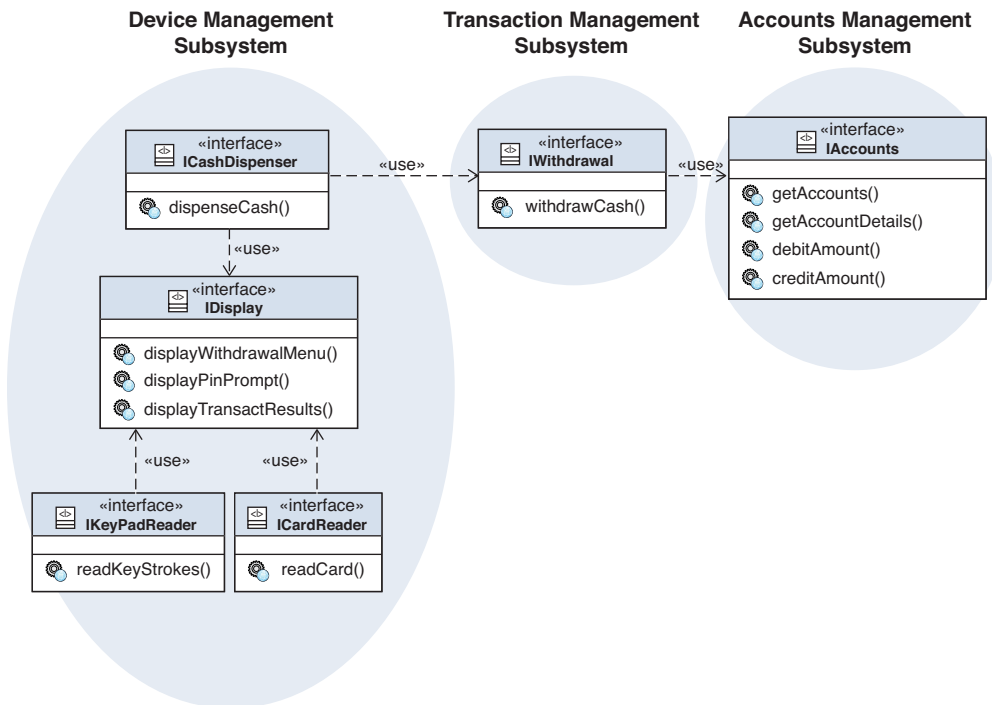 Device Management
Subsystem
Transaction Management
Subsystem
Accounts Management
Subsystem
«interface»
ICashDispenser
dispenseCash()
«use»
«interface»
IWithdrawal
withdrawCash()
«use»
«interface»
IAccounts
getAccounts()
getAccountDetails()
debitAmount()
creditAmount()
«use»
«interface»
IDisplay
displayWithdrawalMenu()
displayPinPrompt()
displayTransactResults()
«use»
«use»
«interface»
IKeyPadReader
readKeyStrokes()
«interface»
ICardReader
readCard()